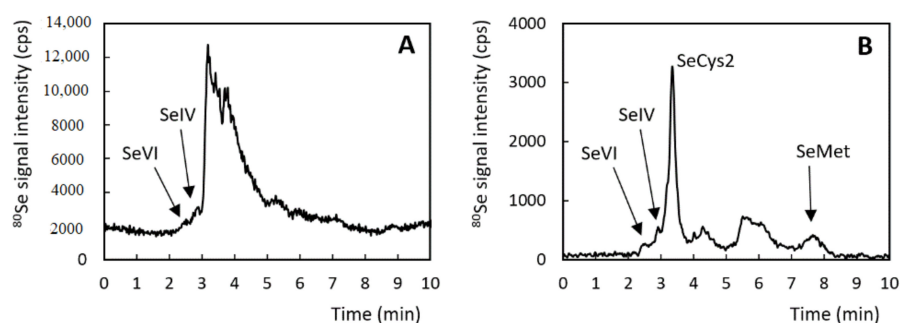 A
⁸⁰Se signal intensity (cps)
14,000
12,000
10,000
8000
6000
4000
2000
0
SeIV
SeVI
0 1 2 3 4 5 6 7 8 9 10
Time (min)
B
⁸⁰Se signal intensity (cps)
4000
3000
2000
1000
0
SeCys2
SeIV
SeVI
SeMet
0 1 2 3 4 5 6 7 8 9 10
Time (min)